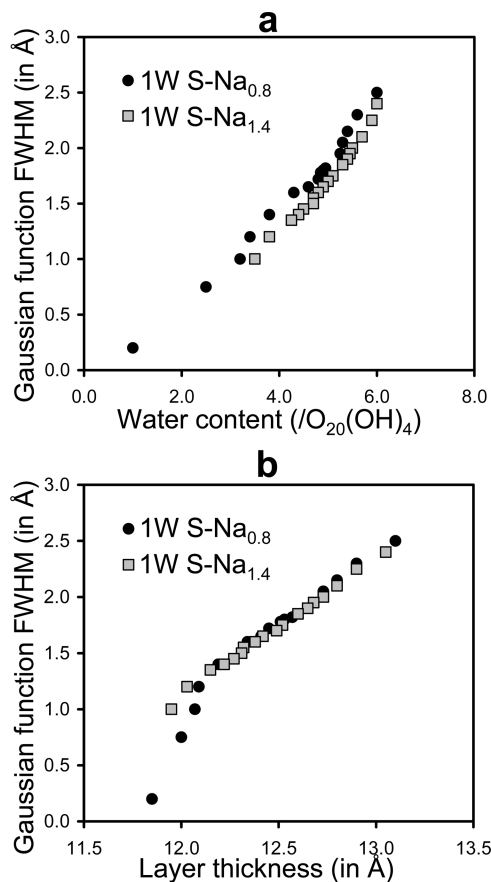 a
3.0
2.5
2.0
1.5
1.0
0.5
0.0
Gaussian function FWHM (in Å)
1W S-Na0.8
1W S-Na1.4
0.0 2.0 4.0 6.0 8.0
Water content (/O20(OH)4)
b
3.0
2.5
2.0
1.5
1.0
0.5
0.0
Gaussian function FWHM (in Å)
1W S-Na0.8
1W S-Na1.4
11.5 12.0 12.5 13.0 13.5
Layer thickness (in Å)